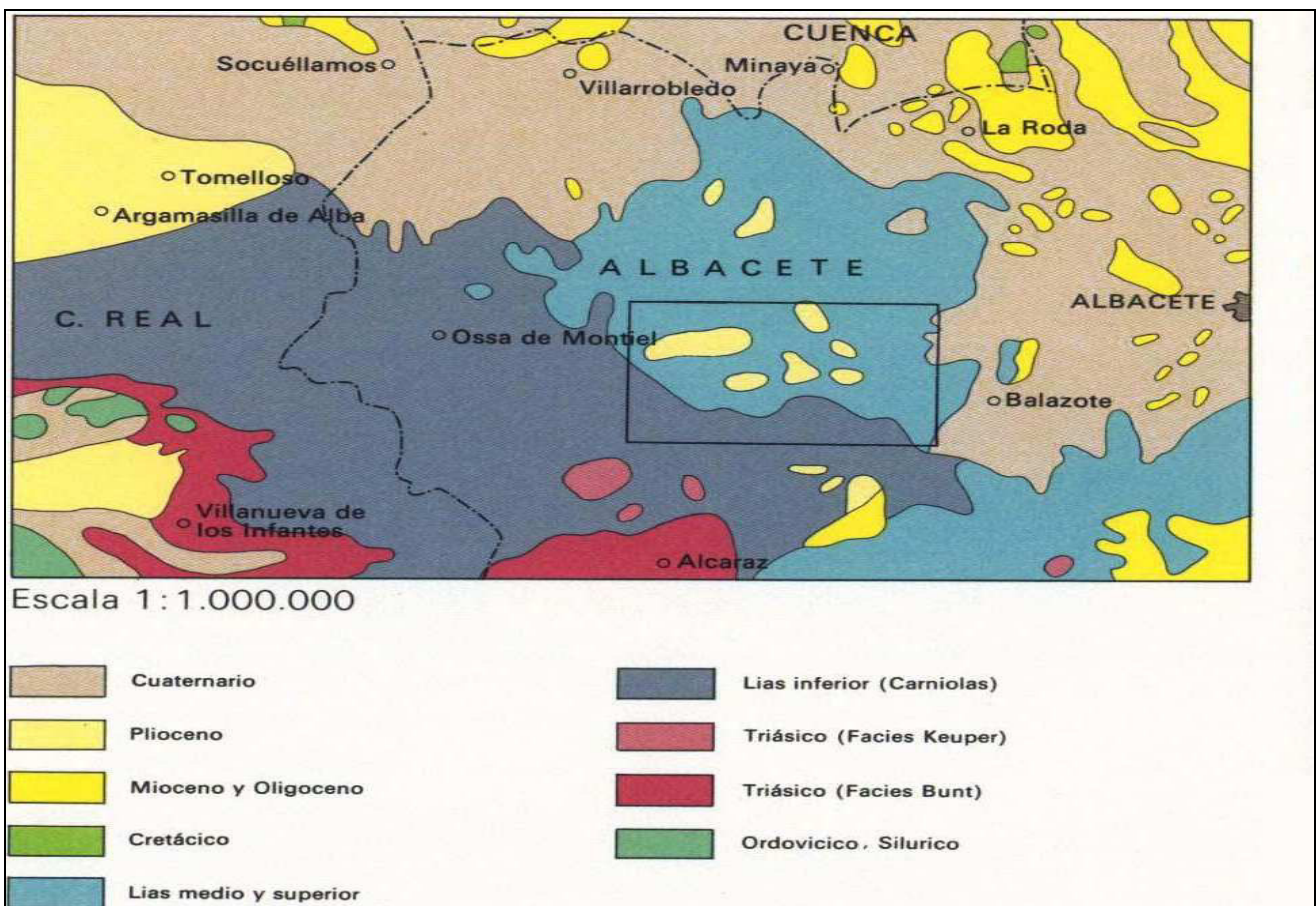 CUENCA
Socuéllamos
Minaya
Villarrobledo
La Roda
Tomelloso
Argamasilla de Alba
ALBACETE
ALBACETE
C. REAL
Ossa de Montiel
Balazote
Villanueva de
los Infantes
Alcaraz
Escala 1:1.000.000
Cuaternario
Plioceno
Mioceno y Oligoceno
Cretácico
Lias medio y superior
Lias inferior (Carniolas)
Triásico (Facies Keuper)
Triásico (Facies Bunt)
Ordovicico, Silurico